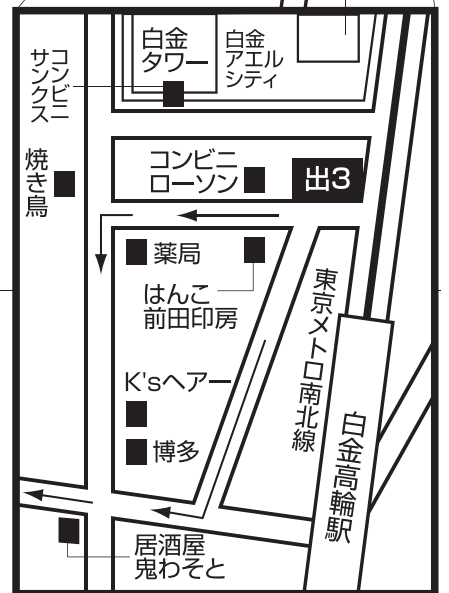 白金
タワー
白金
アエル
シティ
コンビニ
サンクス
焼き鳥
コンビニ
ローソン
出3
薬局
はんこ
前田印房
東京メトロ南北線
K'sヘアー
博多
白金高輪駅
居酒屋
鬼わそと